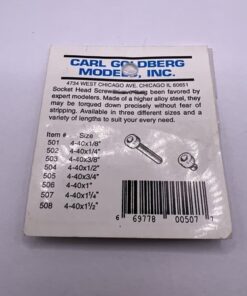 CARL GOLDBERG
MODELS, INC.
4734 WEST CHICAGO AVE. CHICAGO IL 60651
Socket Head Screws have long been favored by
expert modelers. Made of a higher alloy steel, they
may be torqued down precisely without fear of
stripping. Available in three different sizes and a
variety of lengths to suit your every need.
Item # Size
501 4-40x1/8"
502 4-40x1/4"
503 4-40x3/8"
504 4-40x1/2"
505 4-40x3/4"
506 4-40x1"
507 4-40x1¼"
508 4-40x1½"
6 69778 00507 7